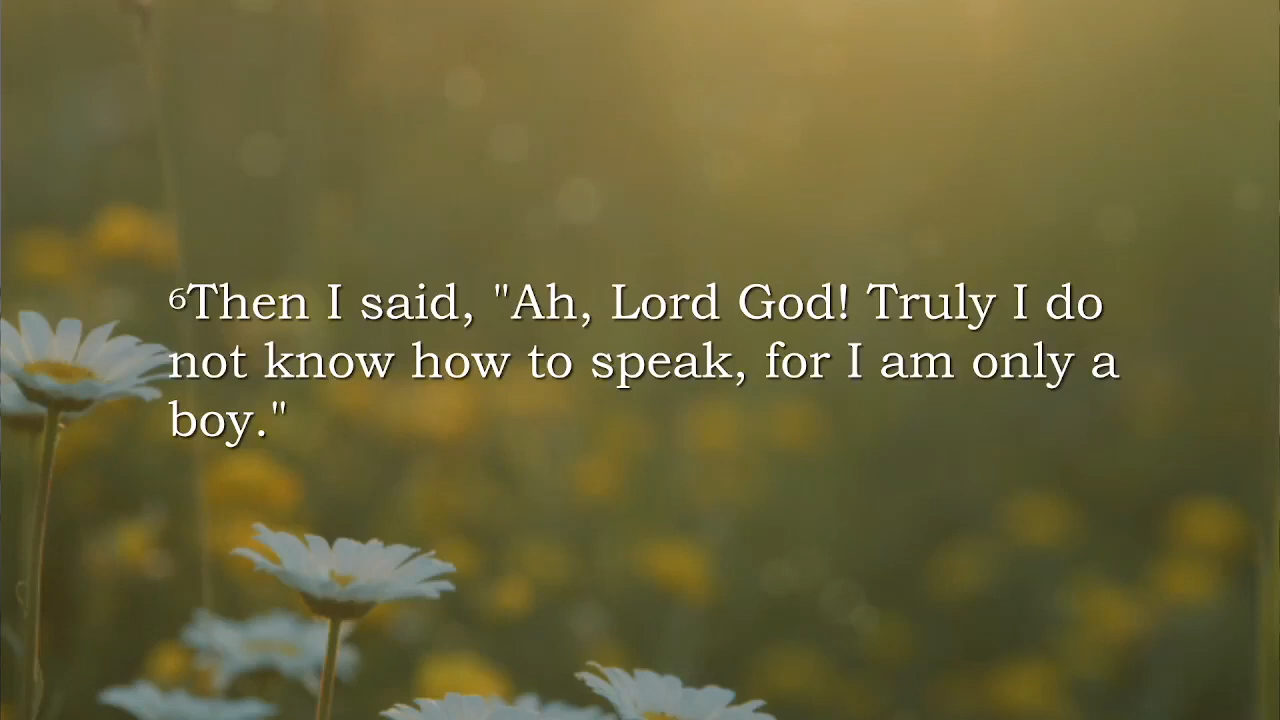 ⁶Then I said, "Ah, Lord God! Truly I do
not know how to speak, for I am only a
boy."